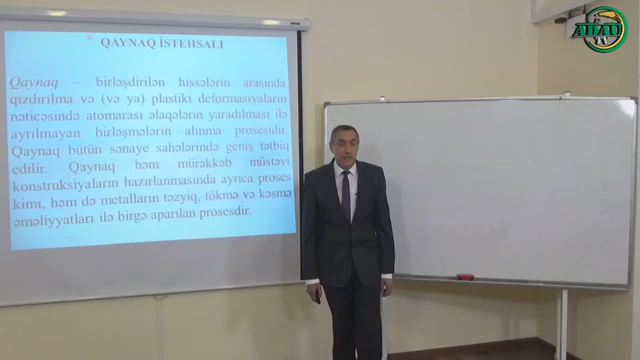 ADAU
TV
* QAYNAQ İSTEHSALI
Qaynaq – birləşdirilən hissələrin arasında
qızdırılma və (və ya) plastiki deformasiyaların
nəticəsində atomarası əlaqələrin yaradılması ilə
ayrılmayan birləşmələrin alınma prosesidir.
Qaynaq bütün sənaye sahələrində geniş tətbiq
edilir. Qaynaq həm mürəkkəb müstəvi
konstruksiyaların hazırlanmasında ayrıca proses
kimi, həm də metalların təzyiq, tökmə və kəsmə
əməliyyatları ilə birgə aparılan prosesdir.